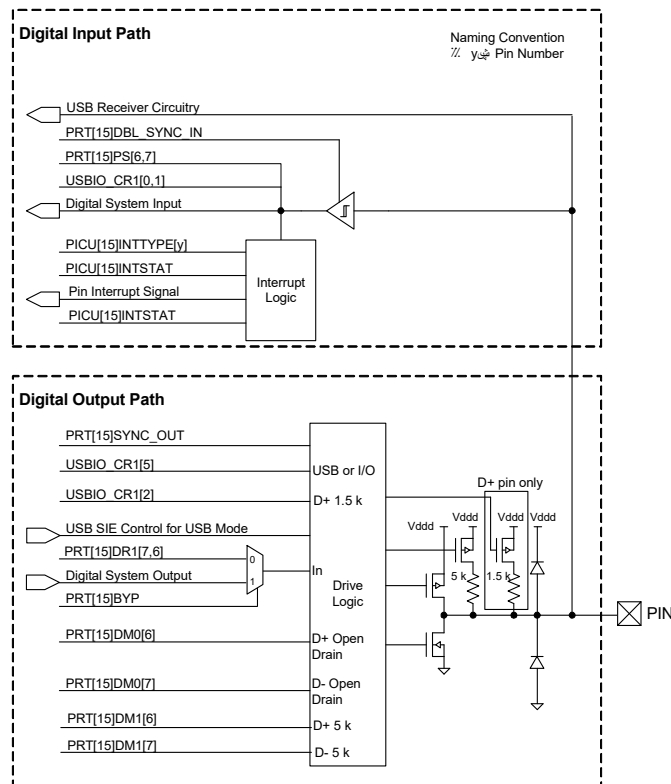 Digital Input Path
Naming Convention
Pin Number
USB Receiver Circuitry
PRT[15]DBL_SYNC_IN
PRT[15]PS[6,7]
USBIO_CR1[0,1]
Digital System Input
PICU[15]INTTYPE[y]
PICU[15]INTSTAT
Pin Interrupt Signal
PICU[15]INTSTAT
Interrupt
Logic
Digital Output Path
PRT[15]SYNC_OUT
USBIO_CR1[5]
USBIO_CR1[2]
USB SIE Control for USB Mode
PRT[15]DR1[7,6]
Digital System Output
PRT[15]BYP
PRT[15]DM0[6]
PRT[15]DM0[7]
PRT[15]DM1[6]
PRT[15]DM1[7]
0
1
USB or I/O
D+ 1.5 k
In
Drive
Logic
D+ Open
Drain
D- Open
Drain
D+ 5 k
D- 5 k
D+ pin only
Vddd
Vddd
Vddd
Vddd
5 k
1.5 k
PIN